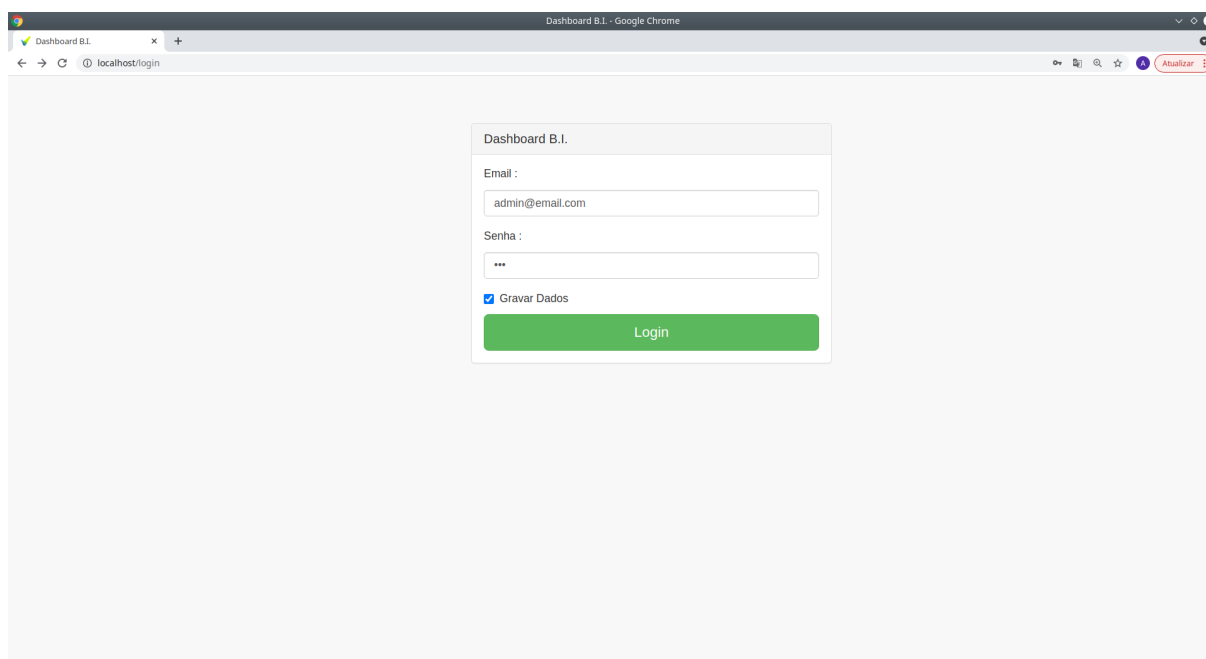 Dashboard B.I. - Google Chrome
Dashboard B.I.
localhost/login
A
Atualizar
Dashboard B.I.
Email :
admin@email.com
Senha :
•••
Gravar Dados
Login